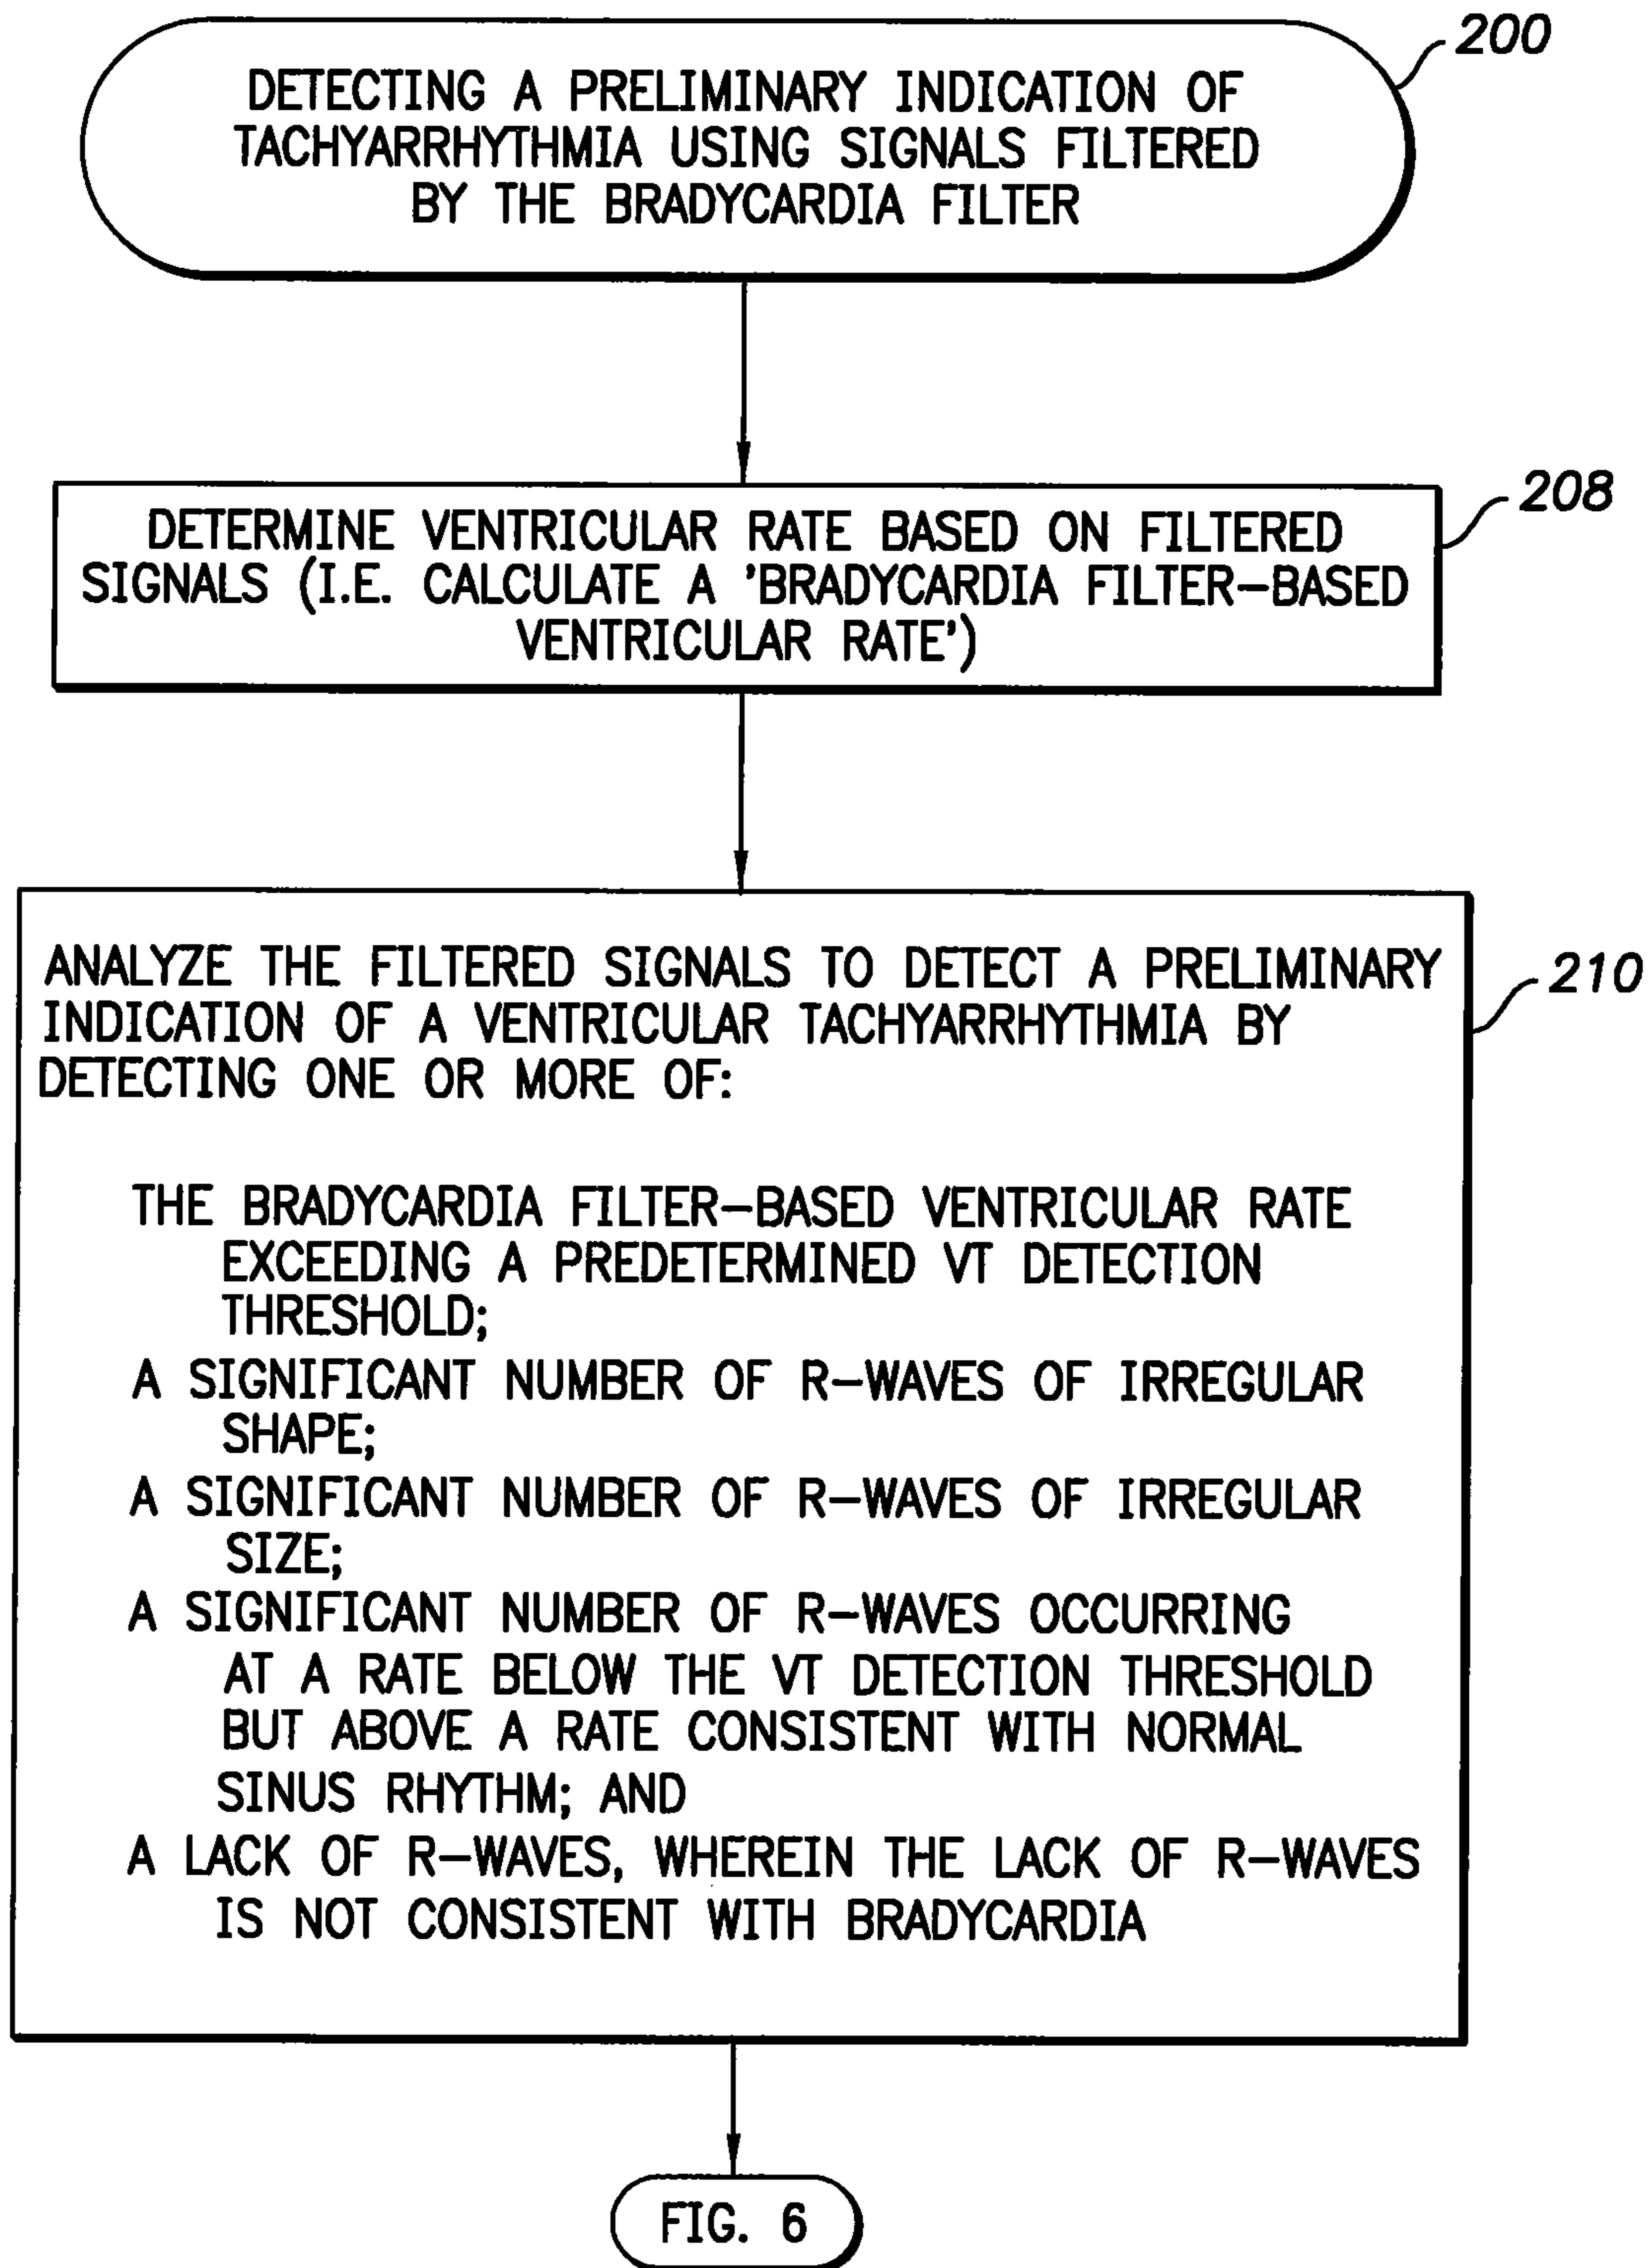 200
DETECTING A PRELIMINARY INDICATION OF
TACHYARRHYTHMIA USING SIGNALS FILTERED
BY THE BRADYCARDIA FILTER
208
DETERMINE VENTRICULAR RATE BASED ON FILTERED
SIGNALS (I.E. CALCULATE A 'BRADYCARDIA FILTER-BASED
VENTRICULAR RATE')
210
ANALYZE THE FILTERED SIGNALS TO DETECT A PRELIMINARY
INDICATION OF A VENTRICULAR TACHYARRHYTHMIA BY
DETECTING ONE OR MORE OF:
THE BRADYCARDIA FILTER-BASED VENTRICULAR RATE
EXCEEDING A PREDETERMINED VT DETECTION
THRESHOLD;
A SIGNIFICANT NUMBER OF R-WAVES OF IRREGULAR
SHAPE;
A SIGNIFICANT NUMBER OF R-WAVES OF IRREGULAR
SIZE;
A SIGNIFICANT NUMBER OF R-WAVES OCCURRING
AT A RATE BELOW THE VT DETECTION THRESHOLD
BUT ABOVE A RATE CONSISTENT WITH NORMAL
SINUS RHYTHM; AND
A LACK OF R-WAVES, WHEREIN THE LACK OF R-WAVES
IS NOT CONSISTENT WITH BRADYCARDIA
FIG. 6